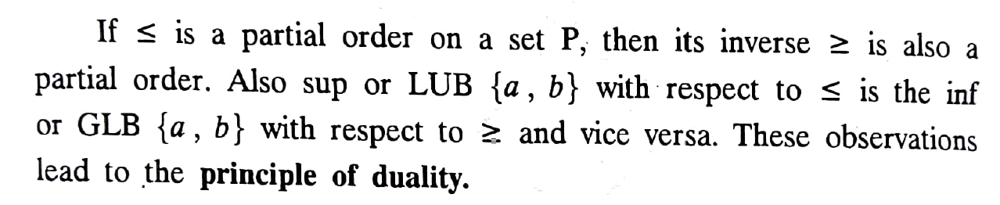 If ≤ is a partial order on a set P, then its inverse ≥ is also a
partial order. Also sup or LUB {a , b} with respect to ≤ is the inf
or GLB {a , b} with respect to ≥ and vice versa. These observations
lead to the principle of duality.